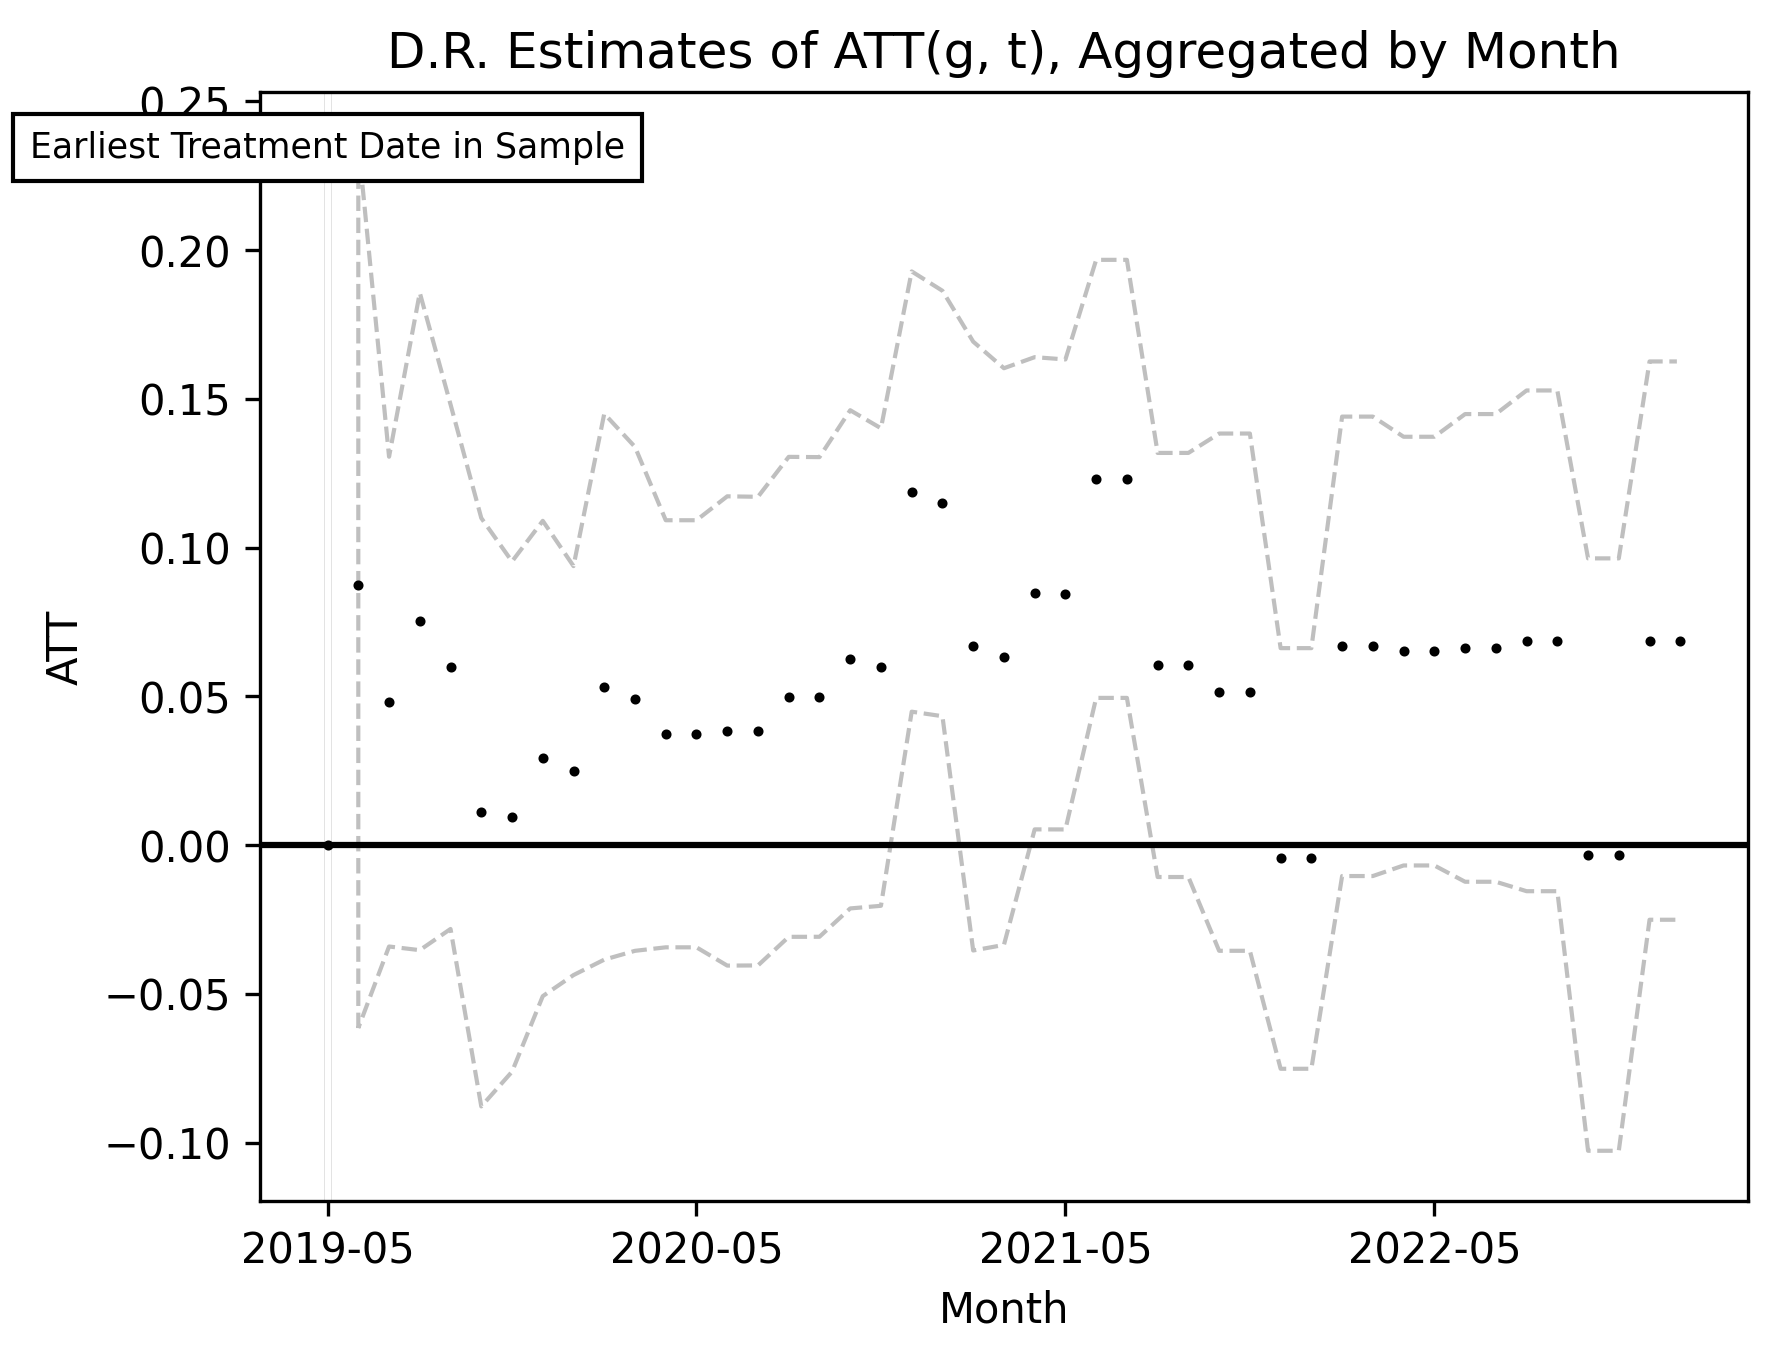 D.R. Estimates of ATT(g, t), Aggregated by Month
0.25
Earliest Treatment Date in Sample
0.20
0.15
0.10
0.05
0.00
−0.05
−0.10
ATT
2019-05 2020-05 2021-05 2022-05
Month